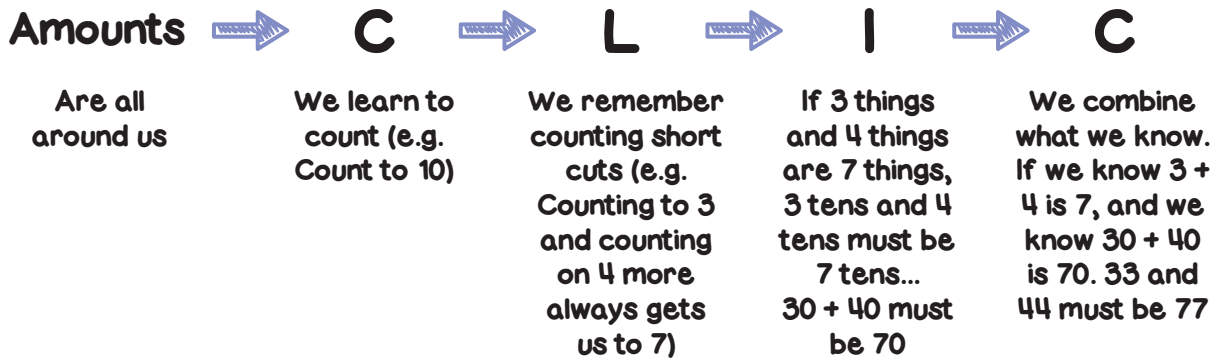 Amounts
C
L
I
C
Are all
around us
We learn to
count (e.g.
Count to 10)
We remember
counting short
cuts (e.g.
Counting to 3
and counting
on 4 more
always gets
us to 7)
If 3 things
and 4 things
are 7 things,
3 tens and 4
tens must be
7 tens...
30 + 40 must
be 70
We combine
what we know.
If we know 3 +
4 is 7, and we
know 30 + 40
is 70. 33 and
44 must be 77